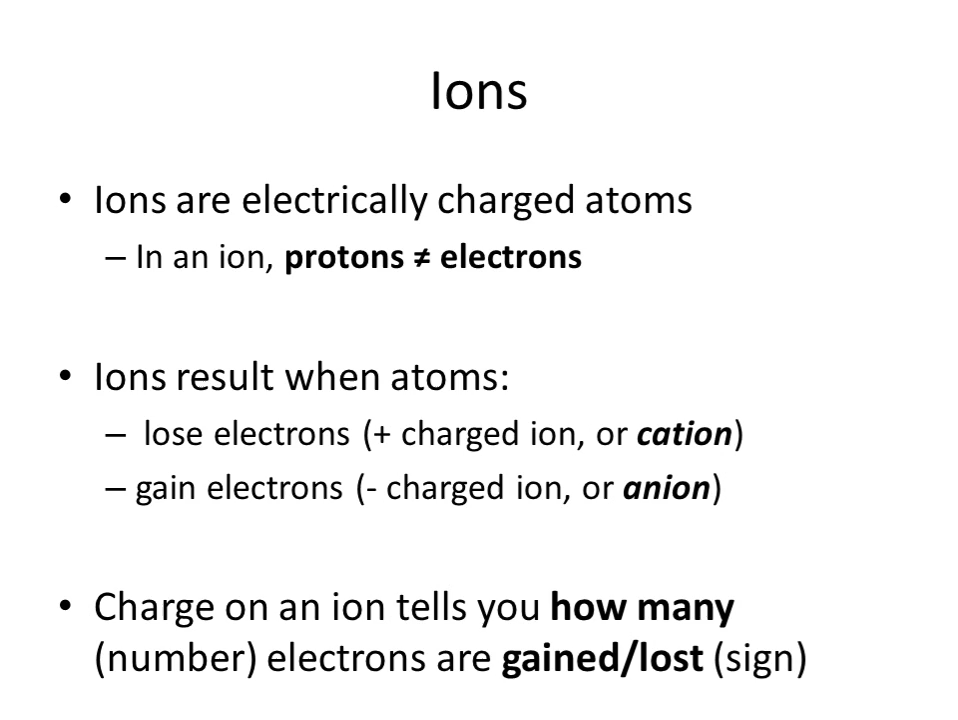 Ions
• Ions are electrically charged atoms
– In an ion, protons ≠ electrons
• Ions result when atoms:
– lose electrons (+ charged ion, or cation)
– gain electrons (- charged ion, or anion)
• Charge on an ion tells you how many
(number) electrons are gained/lost (sign)